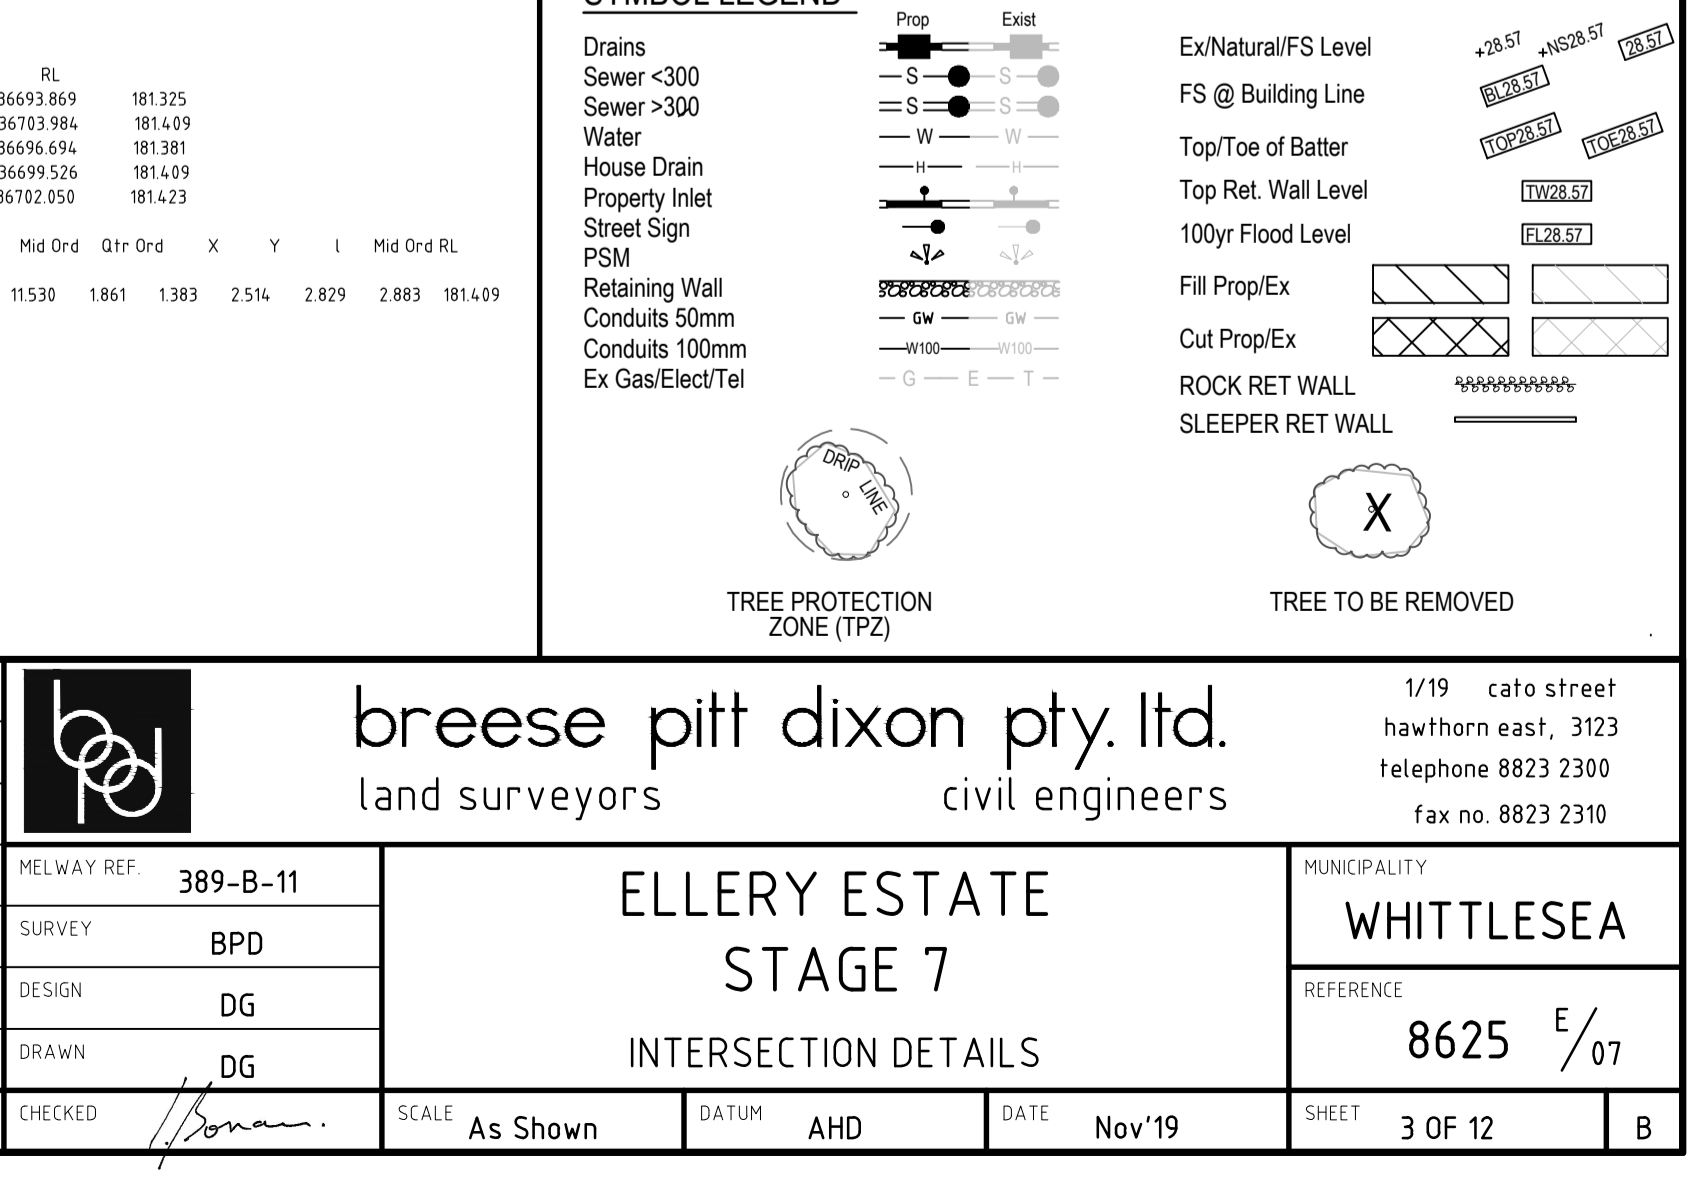 RL
36693.869 181.325
36703.984 181.409
36696.694 181.381
36699.526 181.409
36702.050 181.423
Mid Ord Qtr Ord X Y l Mid Ord RL
11.530 1.861 1.383 2.514 2.829 2.883 181.409
SYMBOL LEGEND
Prop Exist
Drains
Sewer <300 S S
Sewer >300 S S
Water W W
House Drain H H
Property Inlet
Street Sign
PSM
Retaining Wall
Conduits 50mm GW GW
Conduits 100mm W100 W100
Ex Gas/Elect/Tel G E T
Ex/Natural/FS Level +28.57 +NS28.57 28.57
FS @ Building Line BL28.57
Top/Toe of Batter TOP28.57 TOE28.57
Top Ret. Wall Level TW28.57
100yr Flood Level FL28.57
Fill Prop/Ex
Cut Prop/Ex
ROCK RET WALL
SLEEPER RET WALL
DRIP
LINE
TREE PROTECTION
ZONE (TPZ)
X
TREE TO BE REMOVED
bpd
breese pitt dixon pty. ltd.
land surveyors civil engineers
1/19 cato street
hawthorn east, 3123
telephone 8823 2300
fax no. 8823 2310
MELWAY REF. 389-B-11
SURVEY BPD
DESIGN DG
DRAWN DG
CHECKED
ELLERY ESTATE
STAGE 7
INTERSECTION DETAILS
MUNICIPALITY
WHITTLESEA
REFERENCE
8625 E/07
SCALE As Shown
DATUM AHD
DATE Nov'19
SHEET 3 OF 12
B